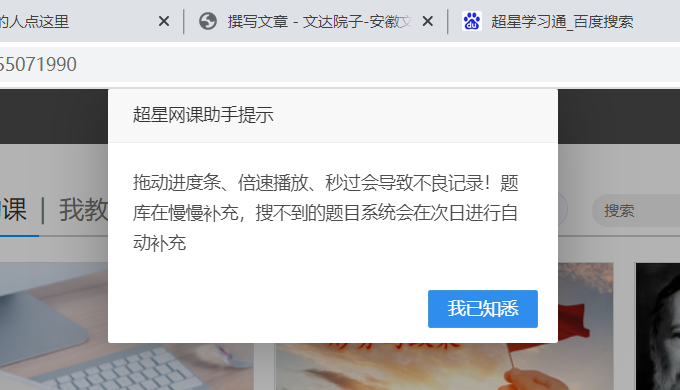 的人点这里
撰写文章 - 文达院子-安徽文
超星学习通_百度搜索
55071990
超星网课助手提示
拖动进度条、倍速播放、秒过会导致不良记录！题
库在慢慢补充，搜不到的题目系统会在次日进行自
动补充
我已知悉
课 | 我教
搜索